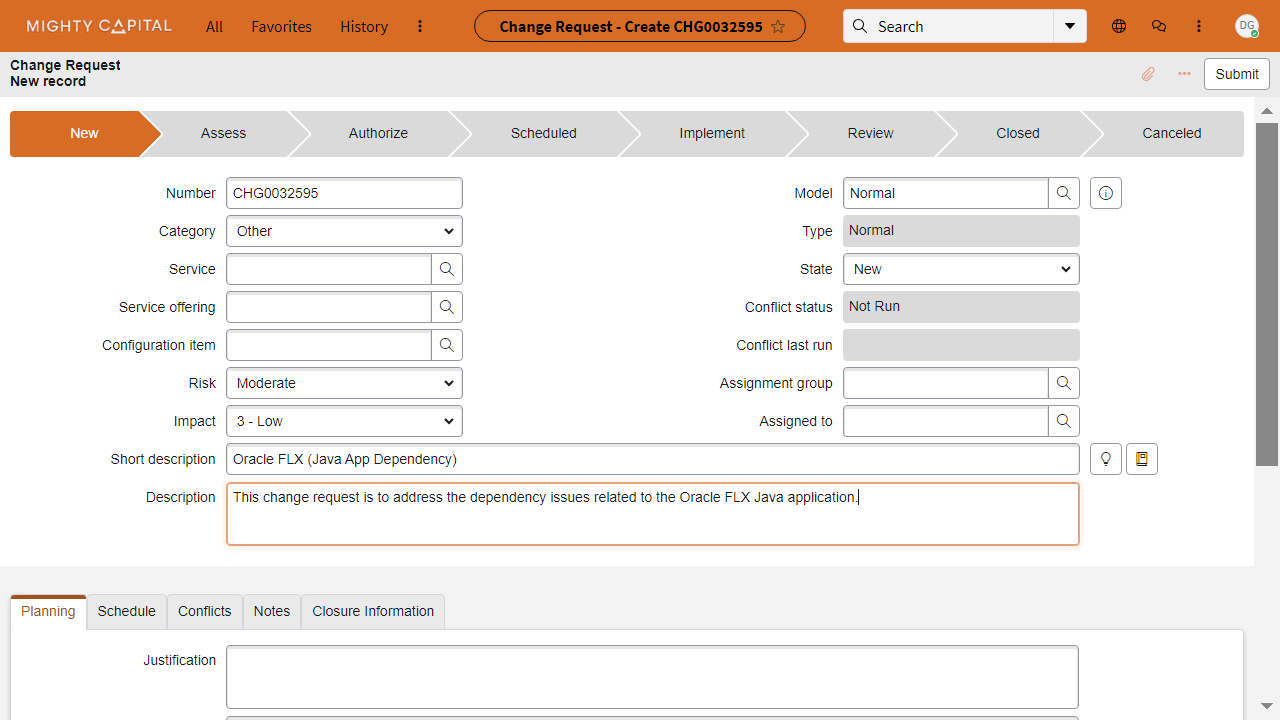 MIGHTY CAPITAL
All
Favorites
History
Change Request - Create CHG0032595
Search
DG
Change Request
New record
Submit
New
Assess
Authorize
Scheduled
Implement
Review
Closed
Canceled
Number
CHG0032595
Model
Normal
Category
Other
Type
Normal
Service
State
New
Service offering
Conflict status
Not Run
Configuration item
Conflict last run
Risk
Moderate
Assignment group
Impact
3 - Low
Assigned to
Short description
Oracle FLX (Java App Dependency)
Description
This change request is to address the dependency issues related to the Oracle FLX Java application.
Planning
Schedule
Conflicts
Notes
Closure Information
Justification